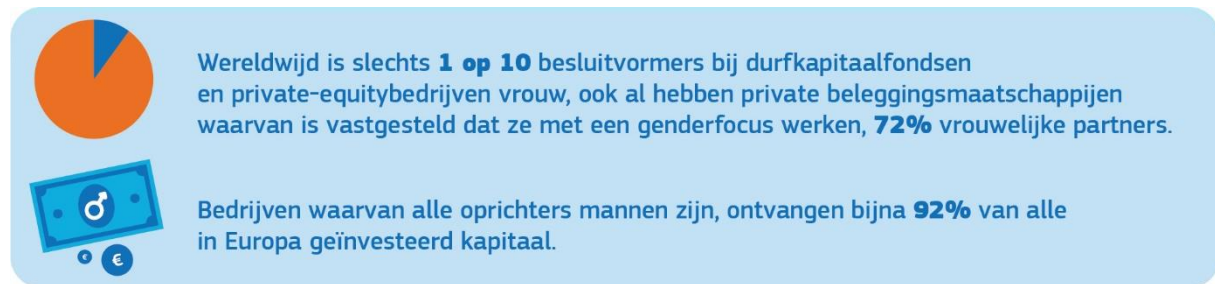 Wereldwijd is slechts 1 op 10 besluitvormers bij durfkapitaalfondsen
en private-equitybedrijven vrouw, ook al hebben private beleggingsmaatschappijen
waarvan is vastgesteld dat ze met een genderfocus werken, 72% vrouwelijke partners.
Bedrijven waarvan alle oprichters mannen zijn, ontvangen bijna 92% van alle
in Europa geïnvesteerd kapitaal.
€ €